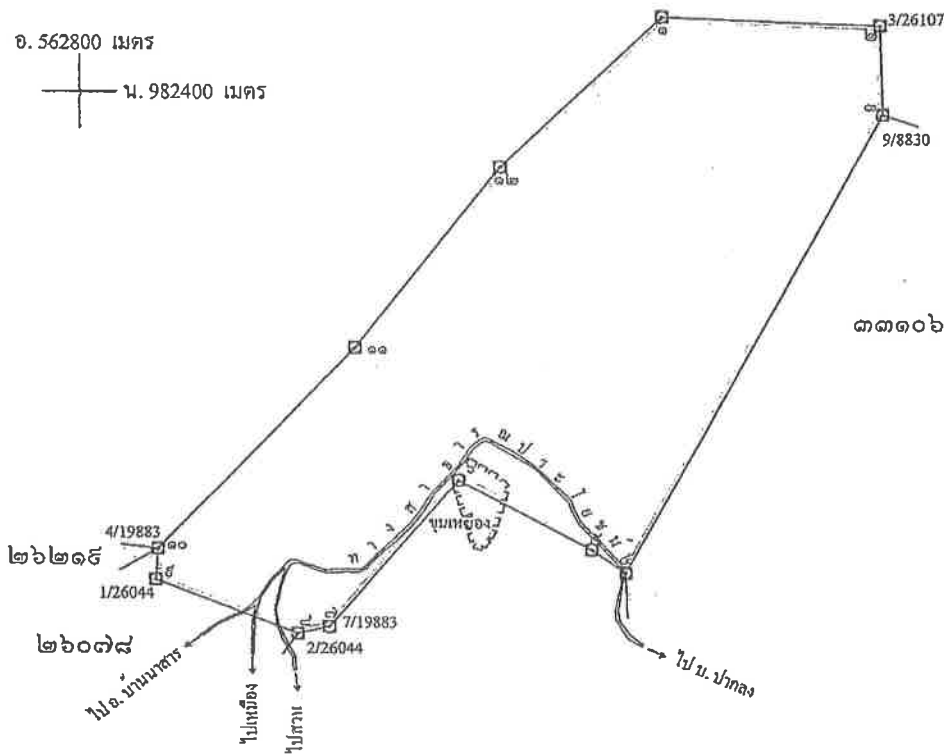 อ. 562800 เมตร
น. 982400 เมตร
๑
๒
3/26107
๓
9/8830
๑๒
๓๓๑๐๖
๑๑
ทางสาธารณประโยชน์
ขุมเหมือง
4/19883
๑๐
๒๖๒๑๕
๙
1/26044
๒๖๐๗๘
๘
๗
7/19883
2/26044
ไป อ. บ้านนาสาร
ไปเหมือง
ไปสวน
ไป บ. ปากลง